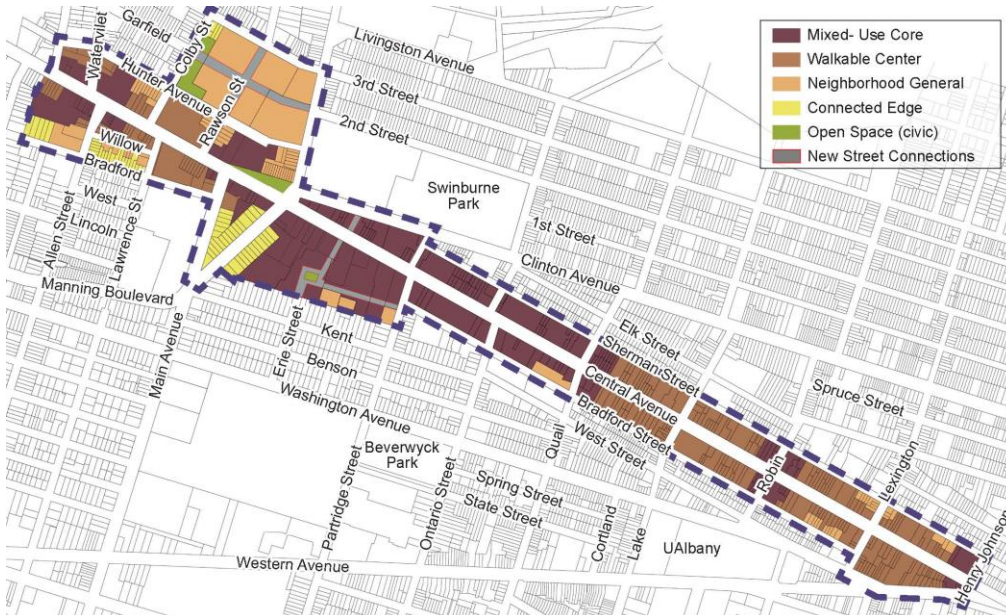 Mixed- Use Core
Walkable Center
Neighborhood General
Connected Edge
Open Space (civic)
New Street Connections
Garfield
Watervliet
Colby St
Hunter Avenue
Rawson St
Livingston Avenue
3rd Street
2nd Street
Willow
Bradford
West
Lincoln
Allen Street
Lawrence St
Swinburne
Park
1st Street
Clinton Avenue
Manning Boulevard
Main Avenue
Erie Street
Kent
Benson
Washington Avenue
Elk Street
Sherman Street
Central Avenue
Bradford Street
West Street
Spruce Street
Quail
Beverwyck
Park
Partridge Street
Ontario Street
Spring Street
State Street
Cortland
Lake
UAlbany
Robin
Lexington
Henry Johnson
Western Avenue